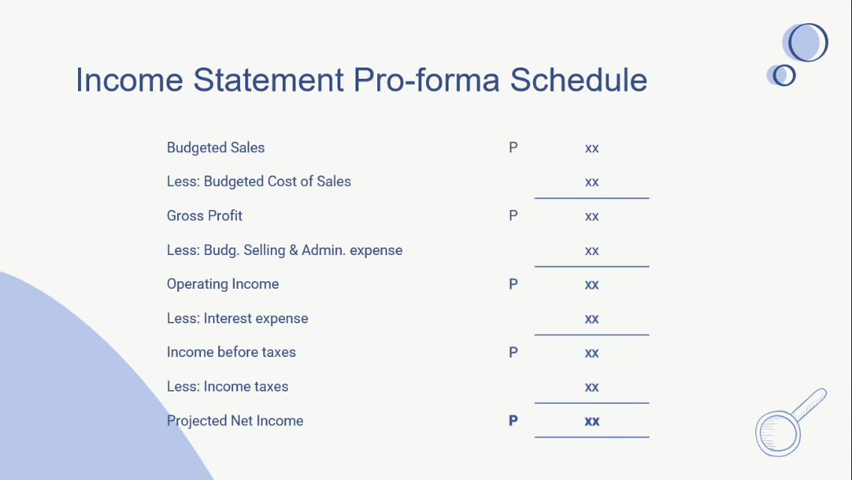 Income Statement Pro-forma Schedule
Budgeted Sales P xx
Less: Budgeted Cost of Sales xx
Gross Profit P xx
Less: Budg. Selling & Admin. expense xx
Operating Income P xx
Less: Interest expense xx
Income before taxes P xx
Less: Income taxes xx
Projected Net Income P xx